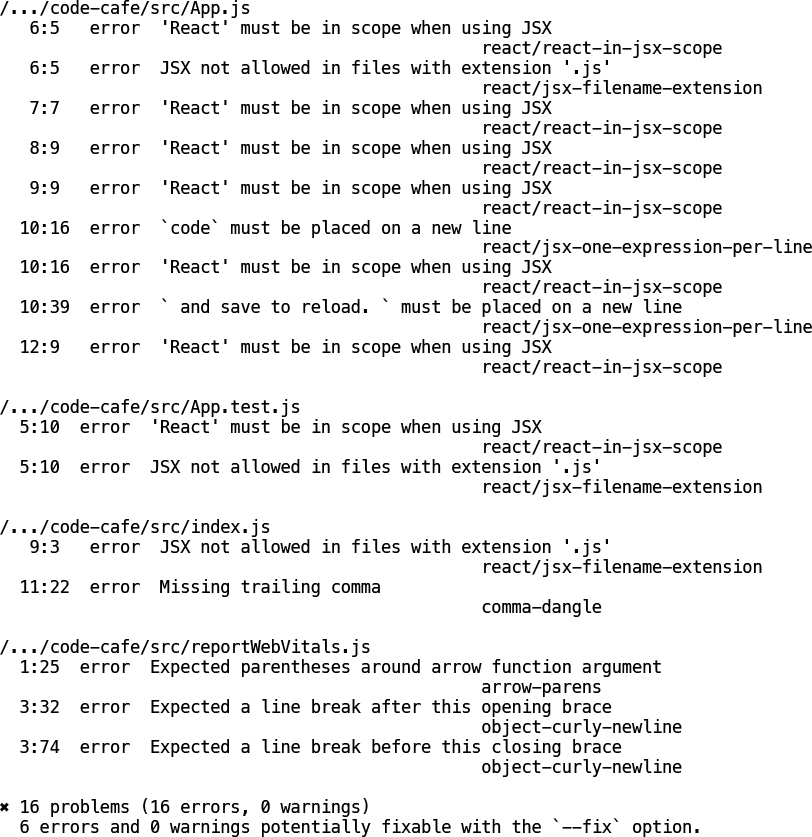 /.../code-cafe/src/App.js
6:5 error 'React' must be in scope when using JSX
react/react-in-jsx-scope
6:5 error JSX not allowed in files with extension '.js'
react/jsx-filename-extension
7:7 error 'React' must be in scope when using JSX
react/react-in-jsx-scope
8:9 error 'React' must be in scope when using JSX
react/react-in-jsx-scope
9:9 error 'React' must be in scope when using JSX
react/react-in-jsx-scope
10:16 error `code` must be placed on a new line
react/jsx-one-expression-per-line
10:16 error 'React' must be in scope when using JSX
react/react-in-jsx-scope
10:39 error ` and save to reload. ` must be placed on a new line
react/jsx-one-expression-per-line
12:9 error 'React' must be in scope when using JSX
react/react-in-jsx-scope
/.../code-cafe/src/App.test.js
5:10 error 'React' must be in scope when using JSX
react/react-in-jsx-scope
5:10 error JSX not allowed in files with extension '.js'
react/jsx-filename-extension
/.../code-cafe/src/index.js
9:3 error JSX not allowed in files with extension '.js'
react/jsx-filename-extension
11:22 error Missing trailing comma
comma-dangle
/.../code-cafe/src/reportWebVitals.js
1:25 error Expected parentheses around arrow function argument
arrow-parens
3:32 error Expected a line break after this opening brace
object-curly-newline
3:74 error Expected a line break before this closing brace
object-curly-newline
✖ 16 problems (16 errors, 0 warnings)
6 errors and 0 warnings potentially fixable with the `--fix` option.